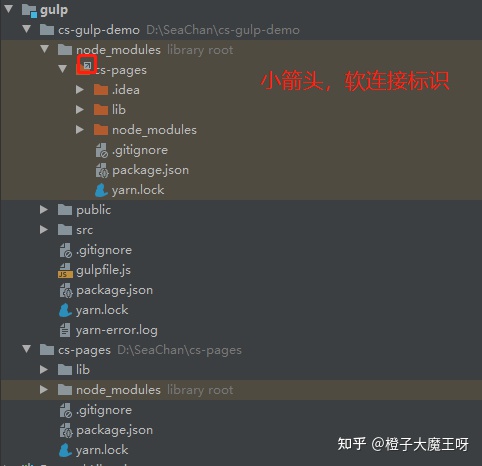 gulp
cs-gulp-demo D:\SeaChan\cs-gulp-demo
node_modules library root
cs-pages
小箭头，软连接标识
.idea
lib
node_modules
.gitignore
package.json
yarn.lock
public
src
.gitignore
gulpfile.js
package.json
yarn.lock
yarn-error.log
cs-pages D:\SeaChan\cs-pages
lib
node_modules library root
.gitignore
package.json
yarn.lock
知乎 @橙子大魔王呀